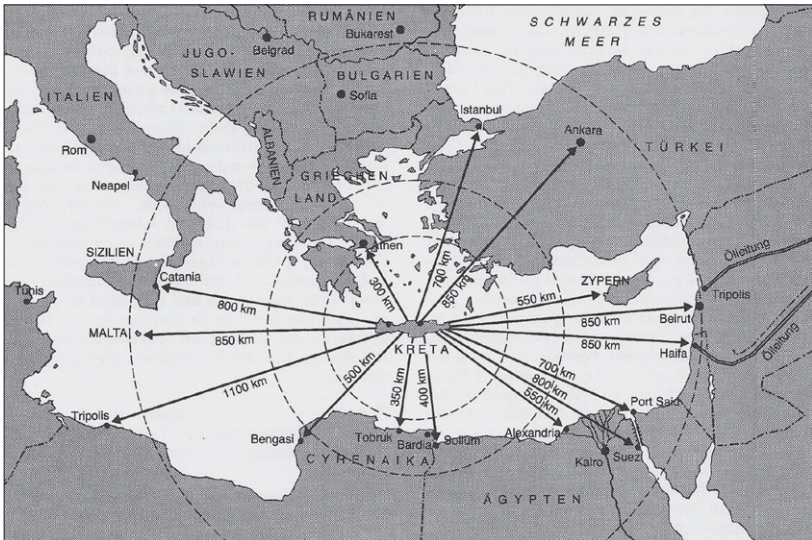 RUMÄNIEN
Bukarest
SCHWARZES
MEER
JUGO-
SLAWIEN
Belgrad
BULGARIEN
Sofia
ITALIEN
Rom
Neapel
ALBANIEN
Istanbul
Ankara
TÜRKEI
GRIECHEN
LAND
Athen
SIZILIEN
Catania
Tunis
MALTA
300 km
700 km
850 km
550 km
ZYPERN
Ölleitung
Tripolis
Beirut
Ölleitung
800 km
850 km
850 km
850 km
Haifa
KRETA
1100 km
500 km
350 km
400 km
700 km
800 km
550 km
Port Said
Tripolis
Bengasi
Tobruk
Bardia
Sollum
Alexandria
Kairo
Suez
CYRENAIKA
ÄGYPTEN